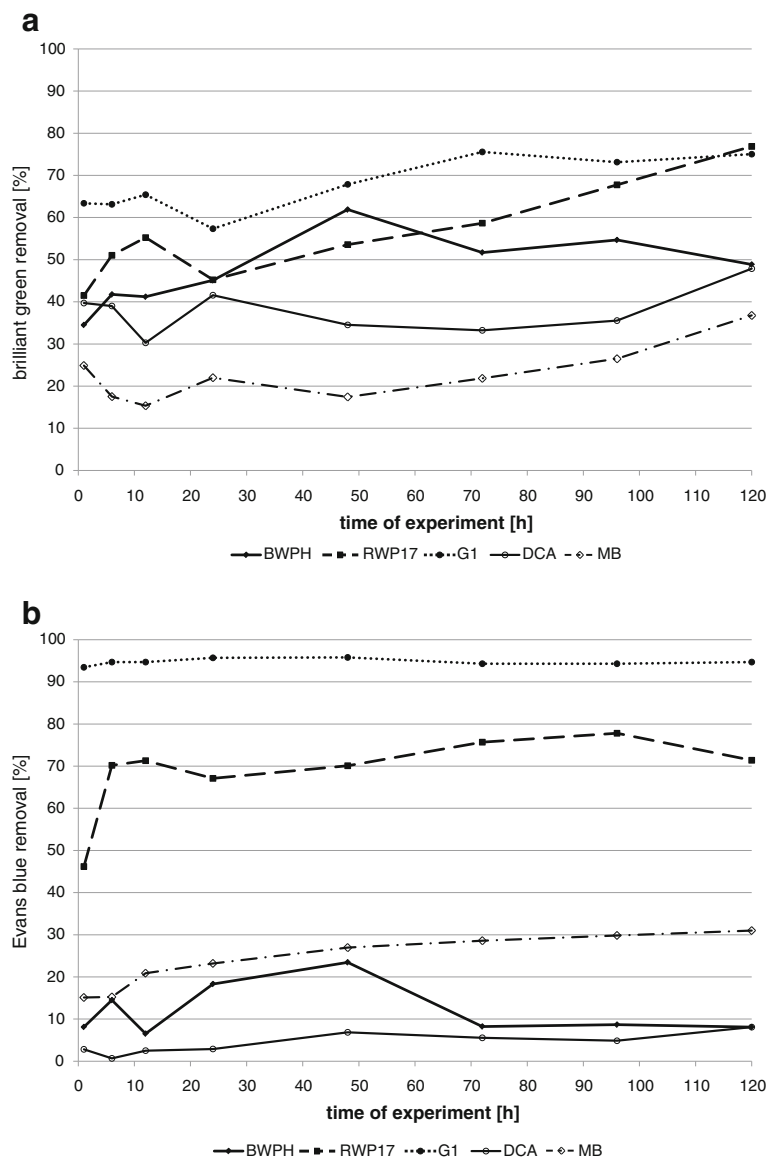 a
100
90
80
70
60
50
40
30
20
10
0
brilliant green removal [%]
0 10 20 30 40 50 60 70 80 90 100 110 120
time of experiment [h]
BWPH RWP17 G1 DCA MB
b
100
90
80
70
60
50
40
30
20
10
0
Evans blue removal [%]
0 10 20 30 40 50 60 70 80 90 100 110 120
time of experiment [h]
BWPH RWP17 G1 DCA MB